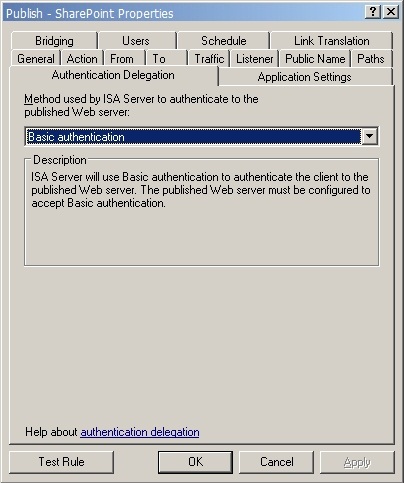 Publish - SharePoint Properties
Bridging Users Schedule Link Translation
General Action From To Traffic Listener Public Name Paths
Authentication Delegation Application Settings
Method used by ISA Server to authenticate to the
published Web server:
Basic authentication
Description
ISA Server will use Basic authentication to authenticate the client to the
published Web server. The published Web server must be configured to
accept Basic authentication.
Help about authentication delegation
Test Rule OK Cancel Apply